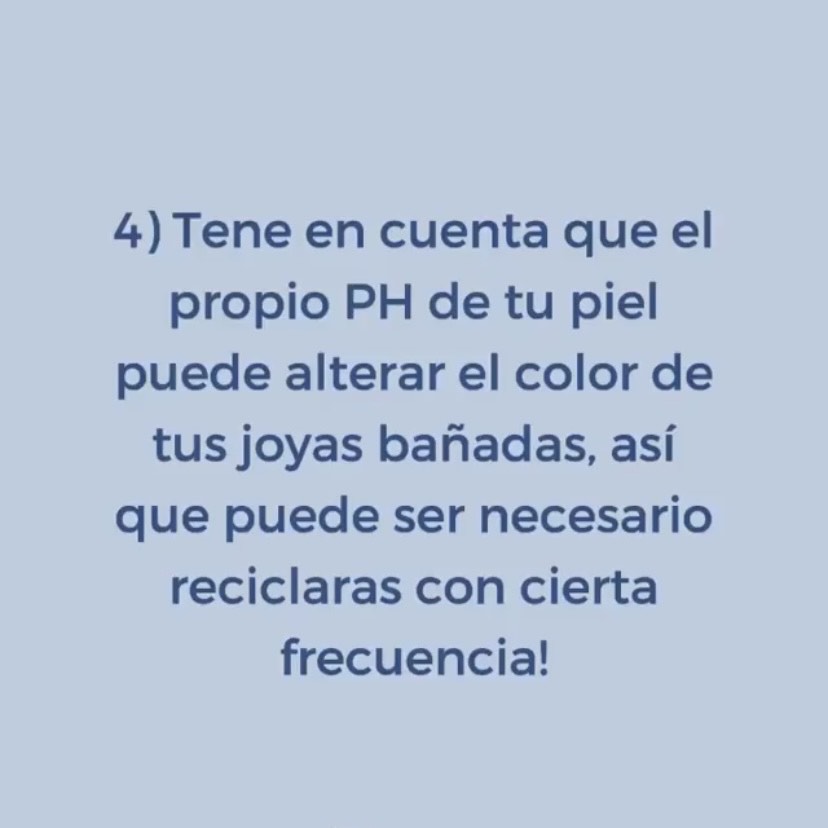 4) Tene en cuenta que el
propio PH de tu piel
puede alterar el color de
tus joyas bañadas, así
que puede ser necesario
reciclaras con cierta
frecuencia!